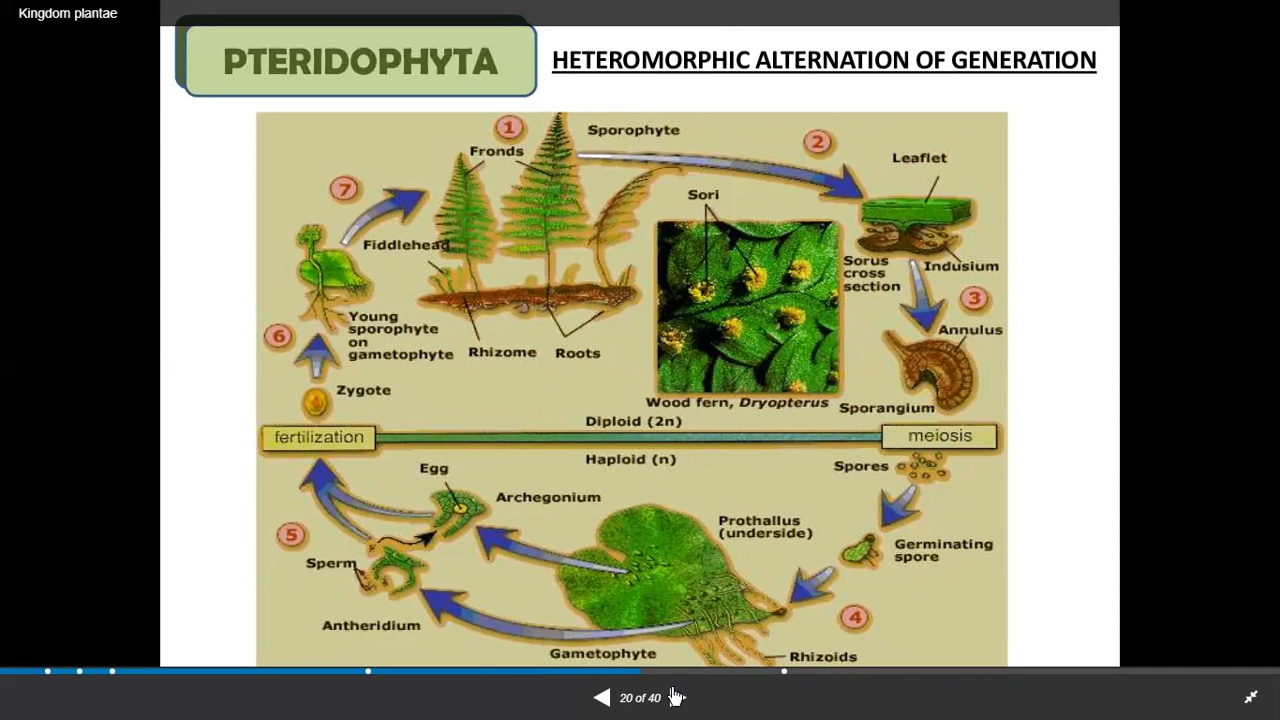 Kingdom plantae
PTERIDOPHYTA
HETEROMORPHIC ALTERNATION OF GENERATION
1
Sporophyte
2
Fronds
Leaflet
7
Sori
Fiddlehead
Sorus
cross
section
Indusium
3
Young
sporophyte
on
gametophyte
Annulus
6
Rhizome
Roots
Zygote
Wood fern, Dryopterus
Sporangium
Diploid (2n)
fertilization
meiosis
Haploid (n)
Spores
Egg
Archegonium
Prothallus
(underside)
5
Germinating
spore
Sperm
4
Antheridium
Gametophyte
Rhizoids
20 of 40